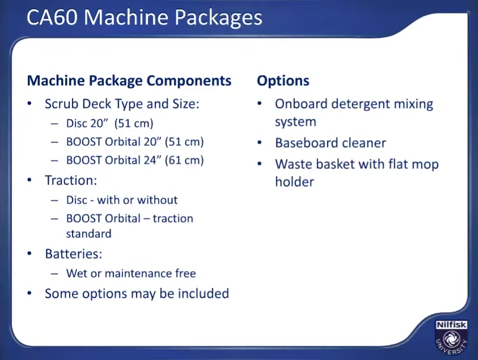 CA60 Machine Packages
Machine Package Components
• Scrub Deck Type and Size:
– Disc 20” (51 cm)
– BOOST Orbital 20” (51 cm)
– BOOST Orbital 24” (61 cm)
• Traction:
– Disc - with or without
– BOOST Orbital – traction
standard
• Batteries:
– Wet or maintenance free
• Some options may be included
Options
• Onboard detergent mixing
system
• Baseboard cleaner
• Waste basket with flat mop
holder
Nilfisk
UNIVERSITY